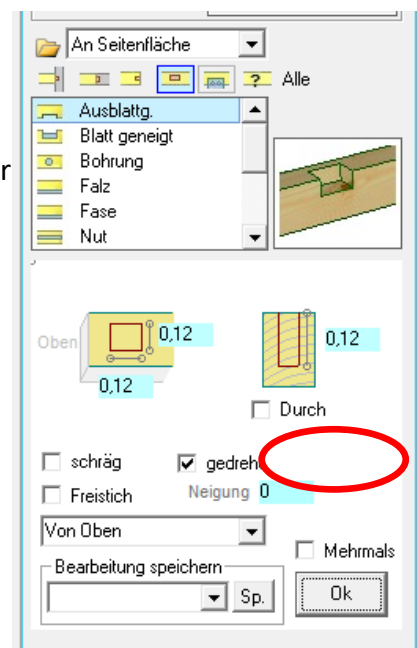 An Seitenfläche
? Alle
Ausblattg.
Blatt geneigt
r
Bohrung
Falz
Fase
Nut
Oben
0,12
0,12
0,12
Durch
schräg
gedreh
Freistich
Neigung 0
Von Oben
Mehrmals
Bearbeitung speichern
Sp.
Ok